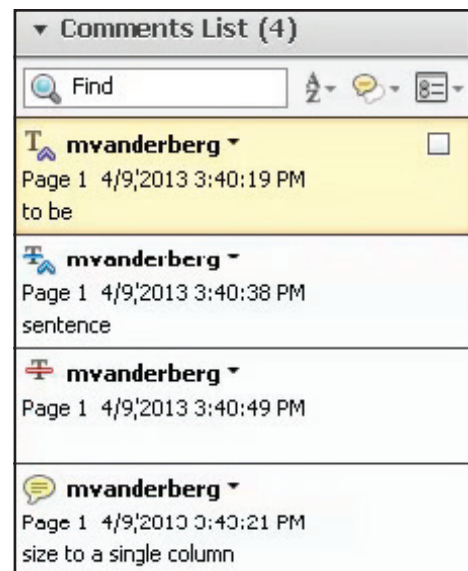 Comments List (4)
Find
mvanderberg
Page 1 4/9/2013 3:40:19 PM
to be
mvanderberg
Page 1 4/9/2013 3:40:38 PM
sentence
mvanderberg
Page 1 4/9/2013 3:40:49 PM
mvanderberg
Page 1 4/9/2013 3:43:21 PM
size to a single column